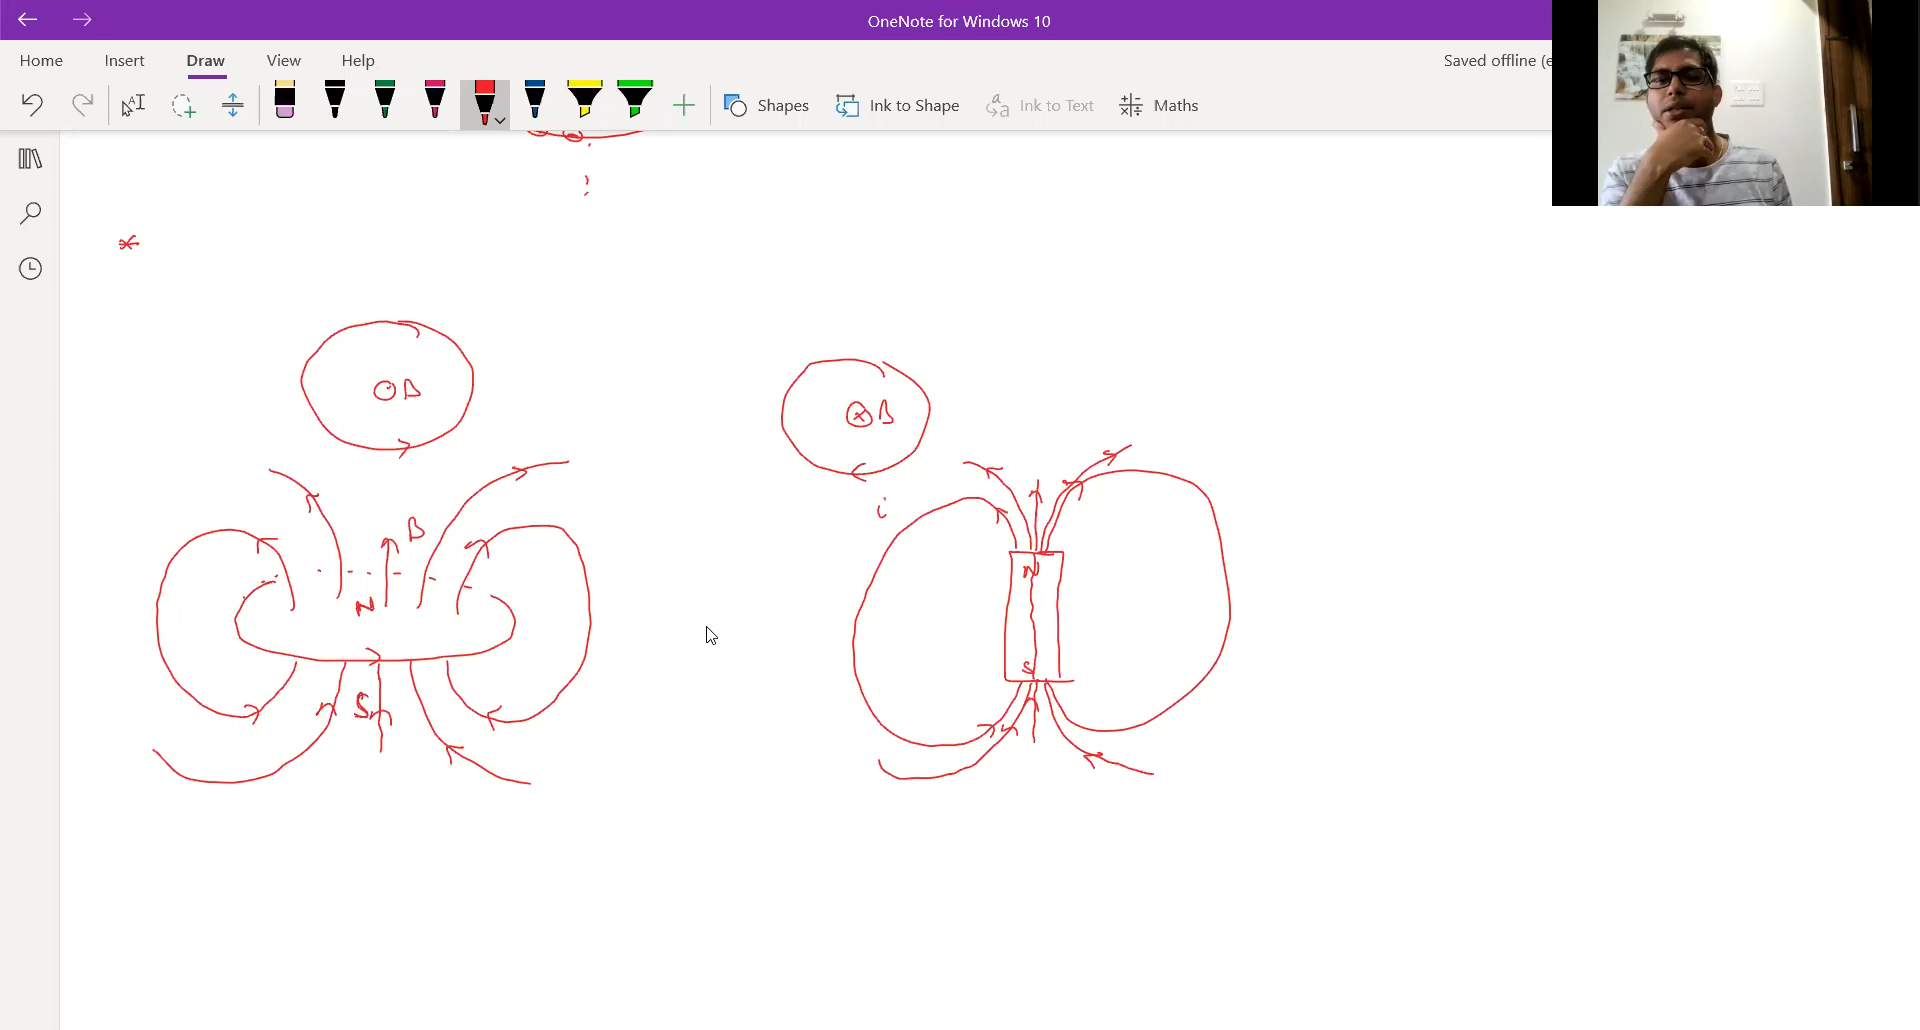 OneNote for Windows 10
Home Insert Draw View Help
Saved offline (e
Shapes Ink to Shape Ink to Text Maths
B
B
B
i
N
N
S
S